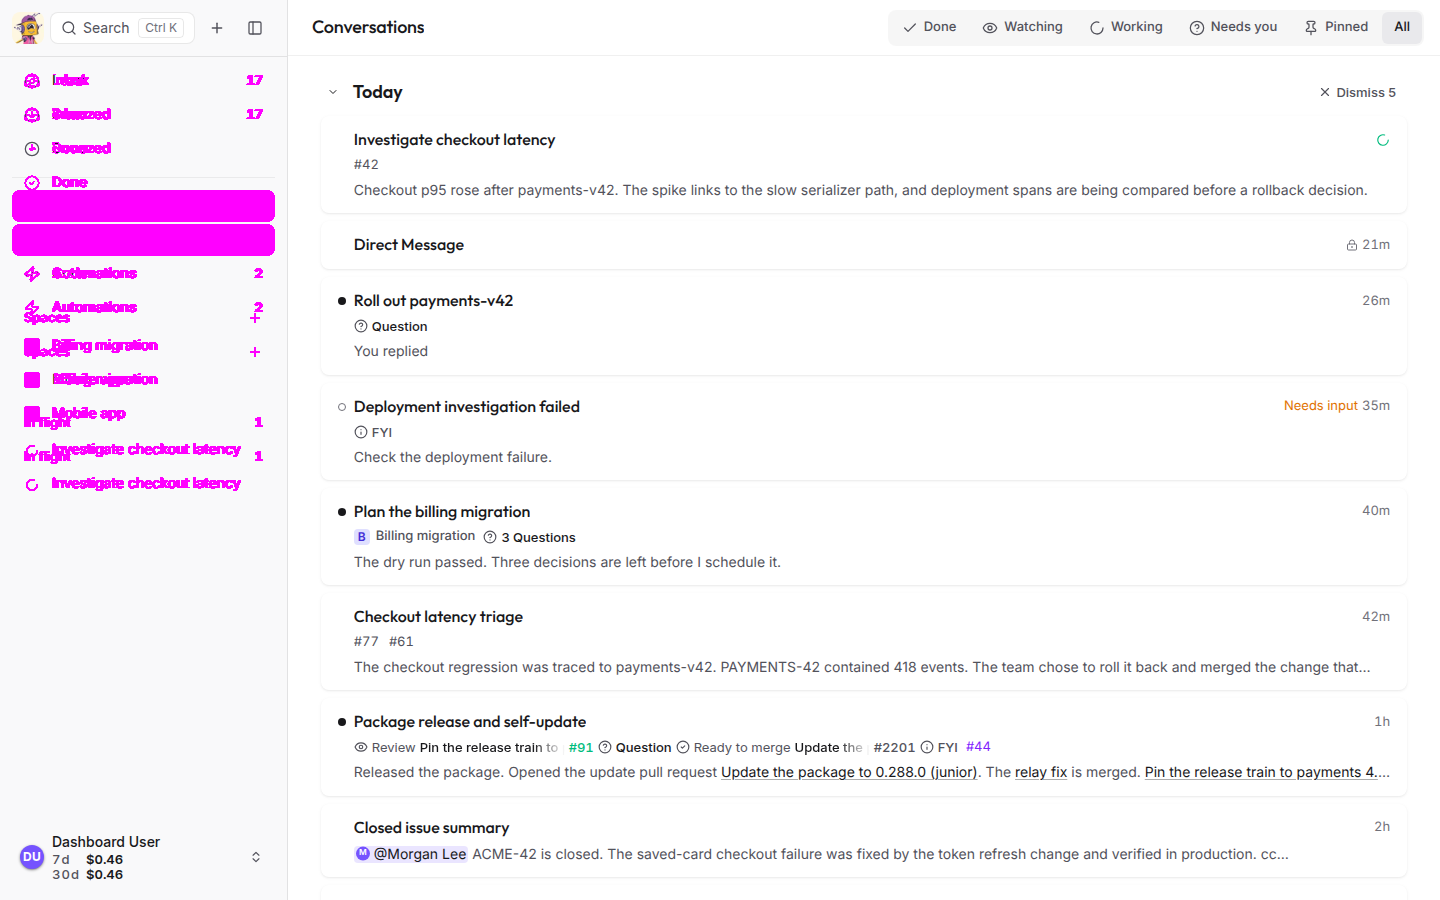 Search Ctrl K
Conversations
Done Watching Working Needs you Pinned All
17
17
Done
Automations 2
Automations 2
Spaces
Billing migration
Spaces
Mobile app
In flight 1
Investigate checkout latency
In flight 1
Investigate checkout latency
Dashboard User
DU
7d $0.46
30d $0.46
Today
Dismiss 5
Investigate checkout latency
#42
Checkout p95 rose after payments-v42. The spike links to the slow serializer path, and deployment spans are being compared before a rollback decision.
Direct Message 21m
Roll out payments-v42 26m
Question
You replied
Deployment investigation failed Needs input 35m
FYI
Check the deployment failure.
Plan the billing migration 40m
B Billing migration 3 Questions
The dry run passed. Three decisions are left before I schedule it.
Checkout latency triage 42m
#77 #61
The checkout regression was traced to payments-v42. PAYMENTS-42 contained 418 events. The team chose to roll it back and merged the change that...
Package release and self-update 1h
Review Pin the release train to #91 Question Ready to merge Update the #2201 FYI #44
Released the package. Opened the update pull request Update the package to 0.288.0 (junior). The relay fix is merged. Pin the release train to payments 4....
Closed issue summary 2h
M @Morgan Lee ACME-42 is closed. The saved-card checkout failure was fixed by the token refresh change and verified in production. cc...